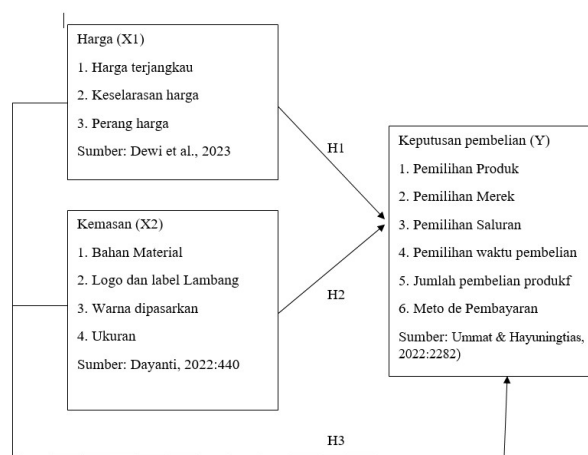 Harga (X1)
1. Harga terjangkau
2. Keselarasan harga
3. Perang harga
Sumber: Dewi et al., 2023
H1
Kemasan (X2)
1. Bahan Material
2. Logo dan label Lambang
3. Warna dipasarkan
4. Ukuran
Sumber: Dayanti, 2022:440
H2
Keputusan pembelian (Y)
1. Pemilihan Produk
2. Pemilihan Merek
3. Pemilihan Saluran
4. Pemilihan waktu pembelian
5. Jumlah pembelian produkf
6. Meto de Pembayaran
Sumber: Ummat & Hayuningtias,
2022:2282)
H3